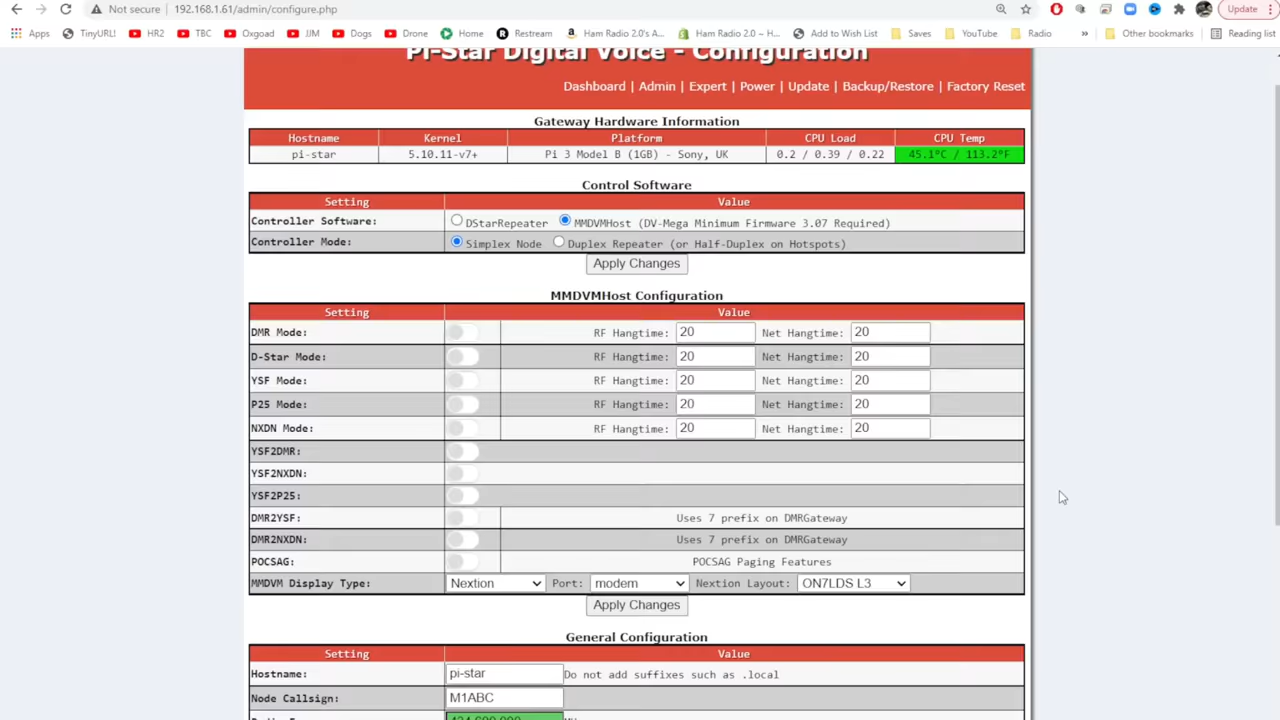 Not secure | 192.168.1.61/admin/configure.php Update
Apps TinyURL! HR2 TBC Oxgoad JIM Dogs Drone Home Restream Ham Radio 2.0's A... Ham Radio 2.0 – H... Add to Wish List Saves YouTube Radio » Other bookmarks Reading list
Pi-Star Digital Voice - Configuration
Dashboard | Admin | Expert | Power | Update | Backup/Restore | Factory Reset
Gateway Hardware Information
Hostname Kernel Platform CPU Load CPU Temp
pi-star 5.10.11-v7+ Pi 3 Model B (1GB) - Sony, UK 0.2 / 0.39 / 0.22 45.1ºC / 113.2ºF
Control Software
Setting Value
Controller Software: DStarRepeater MMDVMHost (DV-Mega Minimum Firmware 3.07 Required)
Controller Mode: Simplex Node Duplex Repeater (or Half-Duplex on Hotspots)
Apply Changes
MMDVMHost Configuration
Setting Value
DMR Mode: RF Hangtime: 20 Net Hangtime: 20
D-Star Mode: RF Hangtime: 20 Net Hangtime: 20
YSF Mode: RF Hangtime: 20 Net Hangtime: 20
P25 Mode: RF Hangtime: 20 Net Hangtime: 20
NXDN Mode: RF Hangtime: 20 Net Hangtime: 20
YSF2DMR:
YSF2NXDN:
YSF2P25:
DMR2YSF: Uses 7 prefix on DMRGateway
DMR2NXDN: Uses 7 prefix on DMRGateway
POCSAG: POCSAG Paging Features
MMDVM Display Type: Nextion Port: modem Nextion Layout: ON7LDS L3
Apply Changes
General Configuration
Setting Value
Hostname: pi-star Do not add suffixes such as .local
Node Callsign: M1ABC